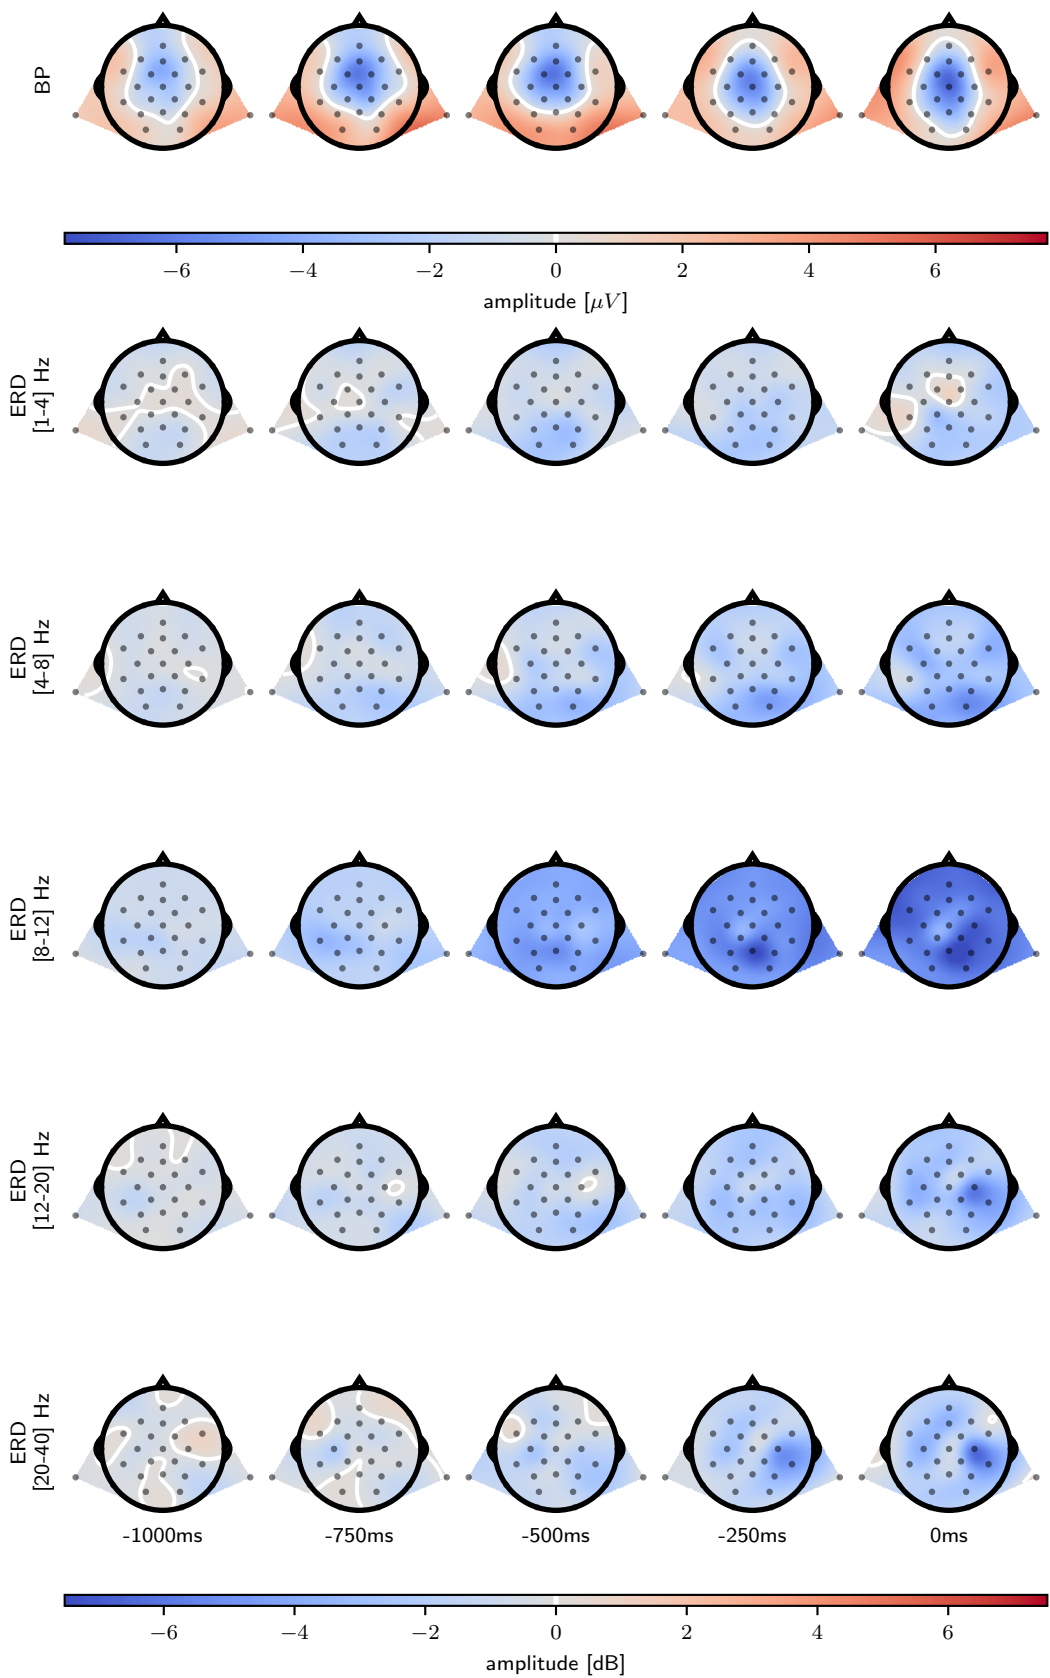 BP
−6 −4 −2 0 2 4 6
amplitude [μV]
ERD
[1-4] Hz
ERD
[4-8] Hz
ERD
[8-12] Hz
ERD
[12-20] Hz
ERD
[20-40] Hz
-1000ms -750ms -500ms -250ms 0ms
−6 −4 −2 0 2 4 6
amplitude [dB]